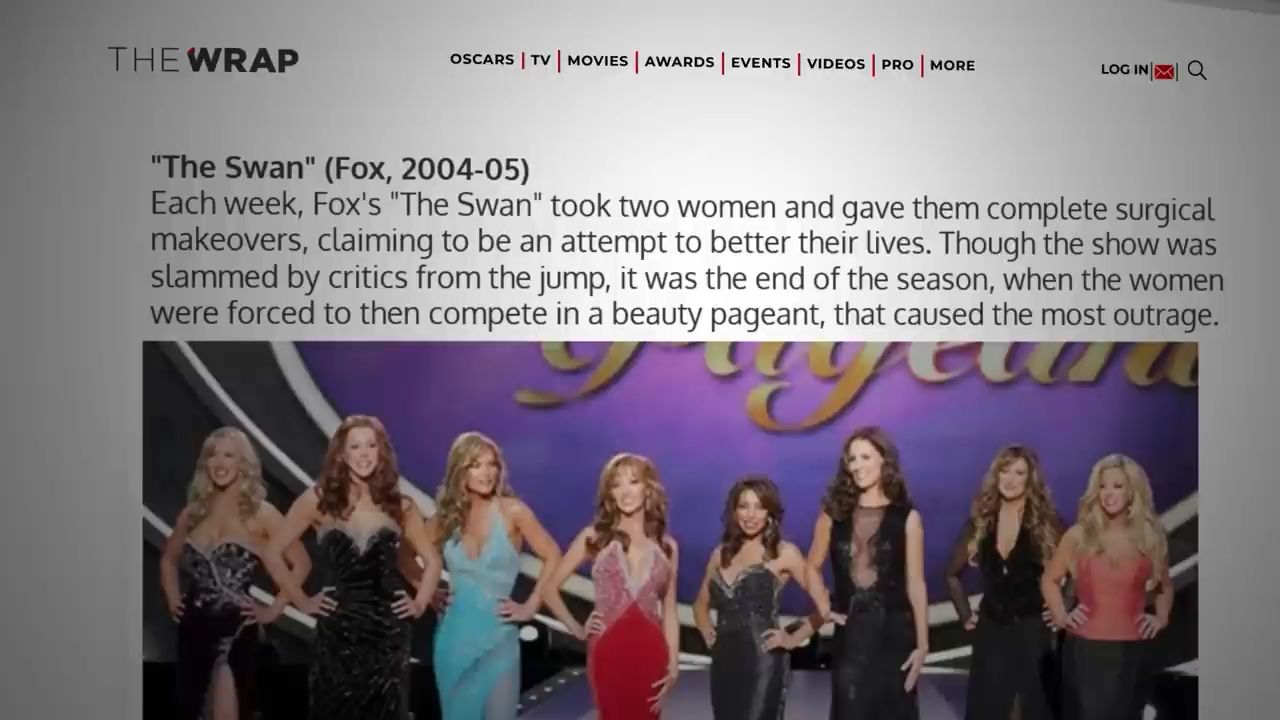 THE WRAP
OSCARS | TV | MOVIES | AWARDS | EVENTS | VIDEOS | PRO | MORE
LOG IN
"The Swan" (Fox, 2004-05)
Each week, Fox's "The Swan" took two women and gave them complete surgical
makeovers, claiming to be an attempt to better their lives. Though the show was
slammed by critics from the jump, it was the end of the season, when the women
were forced to then compete in a beauty pageant, that caused the most outrage.